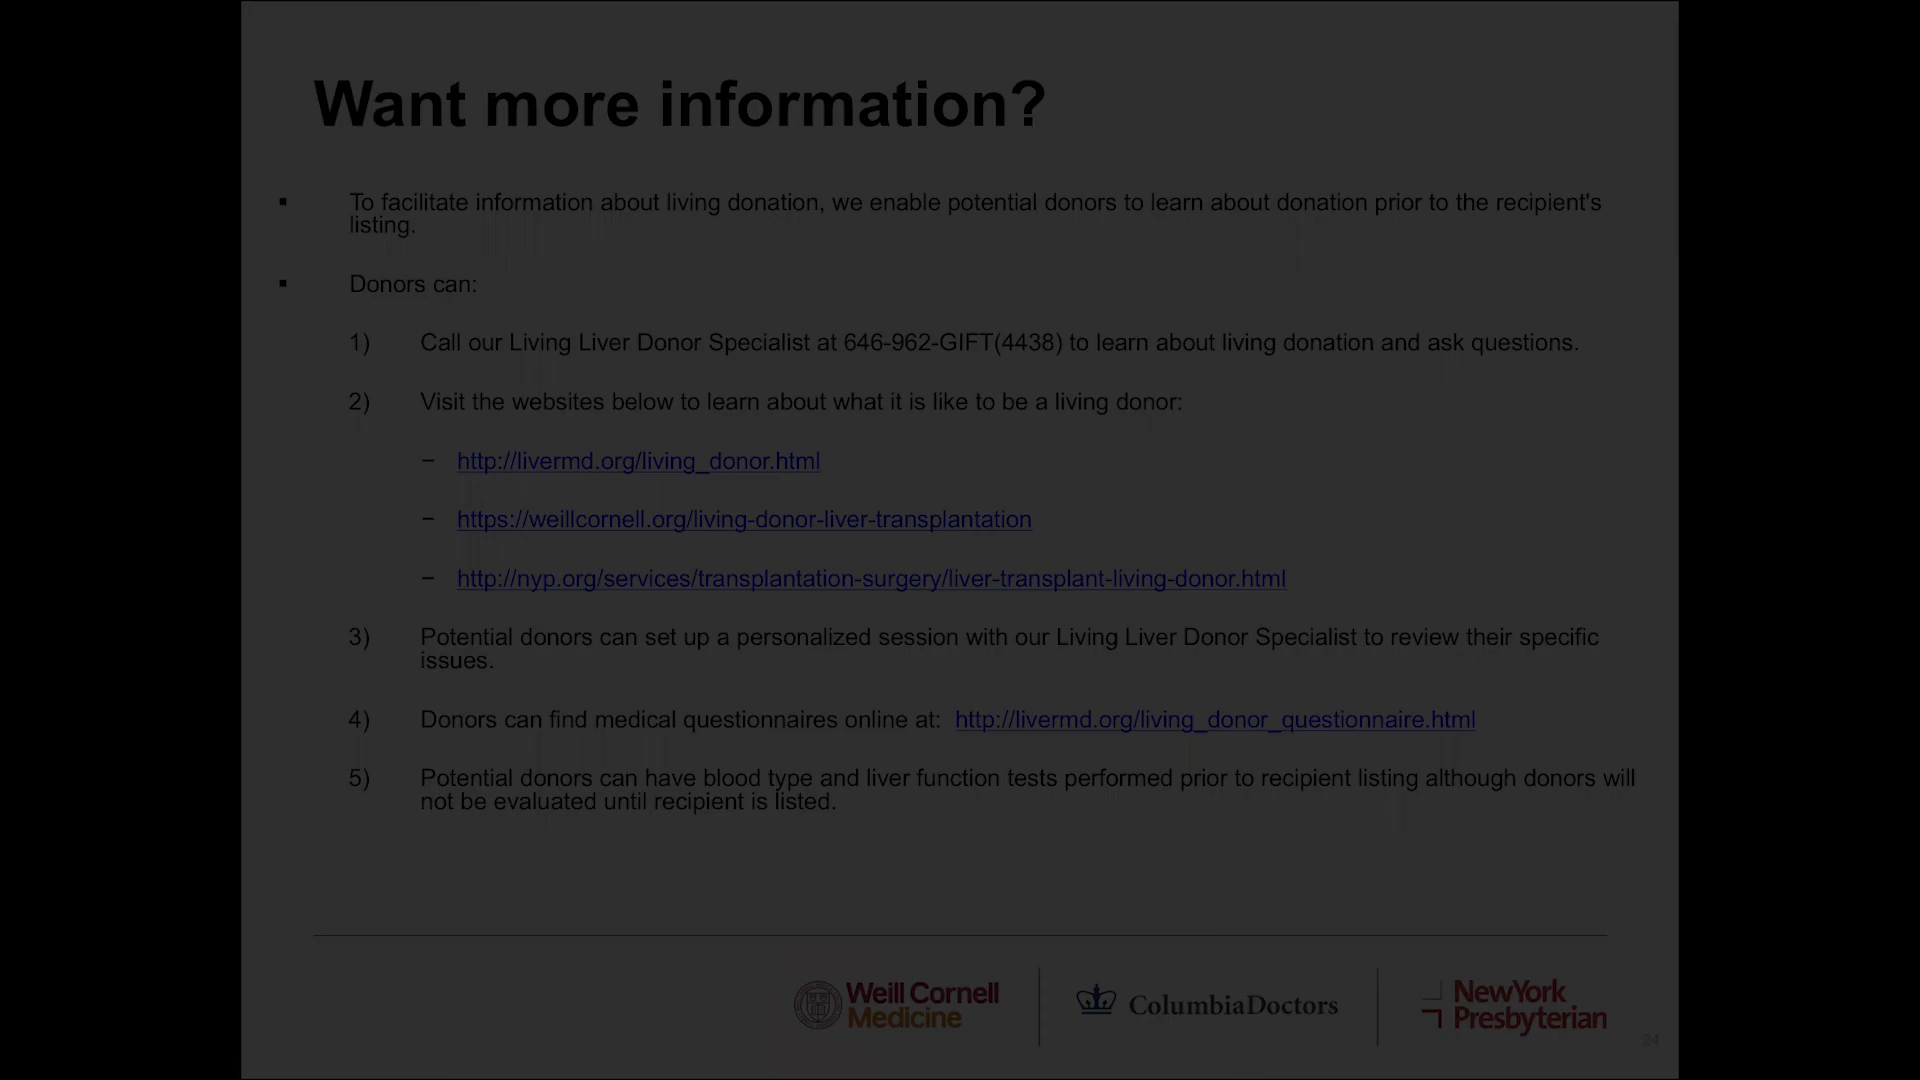 Want more information?
▪ To facilitate information about living donation, we enable potential donors to learn about donation prior to the recipient's
listing.
▪ Donors can:
1) Call our Living Liver Donor Specialist at 646-962-GIFT(4438) to learn about living donation and ask questions.
2) Visit the websites below to learn about what it is like to be a living donor:
– http://livermd.org/living_donor.html
– https://weillcornell.org/living-donor-liver-transplantation
– http://nyp.org/services/transplantation-surgery/liver-transplant-living-donor.html
3) Potential donors can set up a personalized session with our Living Liver Donor Specialist to review their specific
issues.
4) Donors can find medical questionnaires online at: http://livermd.org/living_donor_questionnaire.html
5) Potential donors can have blood type and liver function tests performed prior to recipient listing although donors will
not be evaluated until recipient is listed.
Weill Cornell
Medicine
ColumbiaDoctors
NewYork
Presbyterian
24